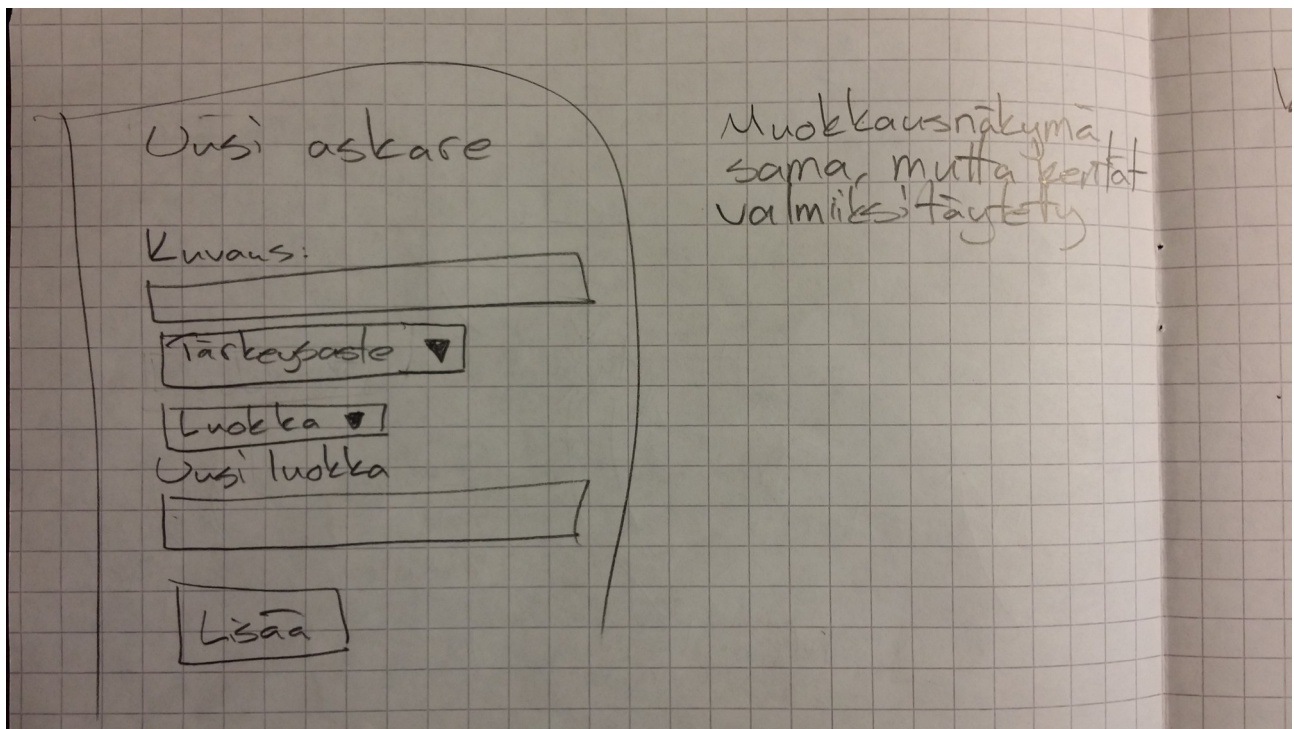 Uusi askare
Kuvaus:
Tärkeysaste ▼
Luokka ▼
Uusi luokka
Lisää
Muokkausnäkymä
sama, mutta kentät
valmiiksi täytetty